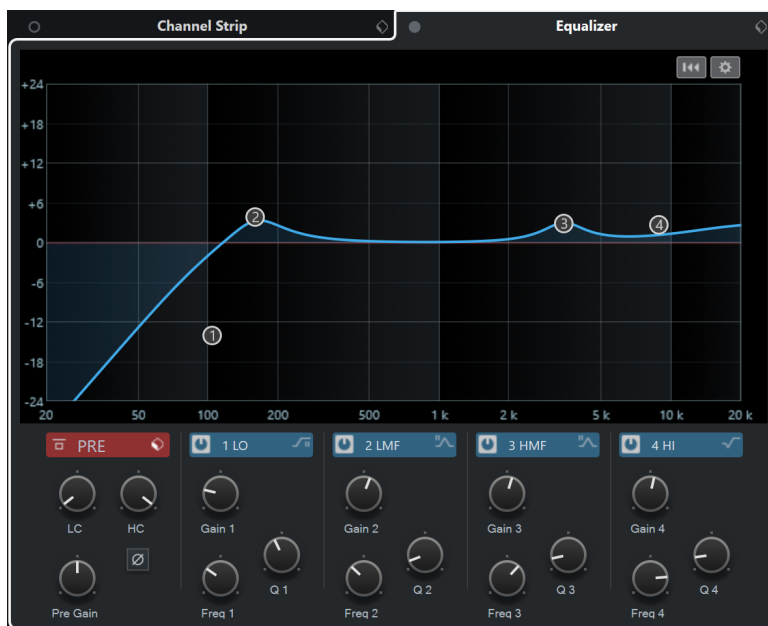 Channel Strip
Equalizer
+24
+18
+12
+6
0
-6
-12
-18
-24
2
3
4
1
20 50 100 200 500 1 k 2 k 5 k 10 k 20 k
PRE
1 LO
2 LMF
3 HMF
4 HI
LC HC Gain 1 Gain 2 Gain 3 Gain 4
Ø
Q 1 Q 2 Q 3 Q 4
Pre Gain Freq 1 Freq 2 Freq 3 Freq 4